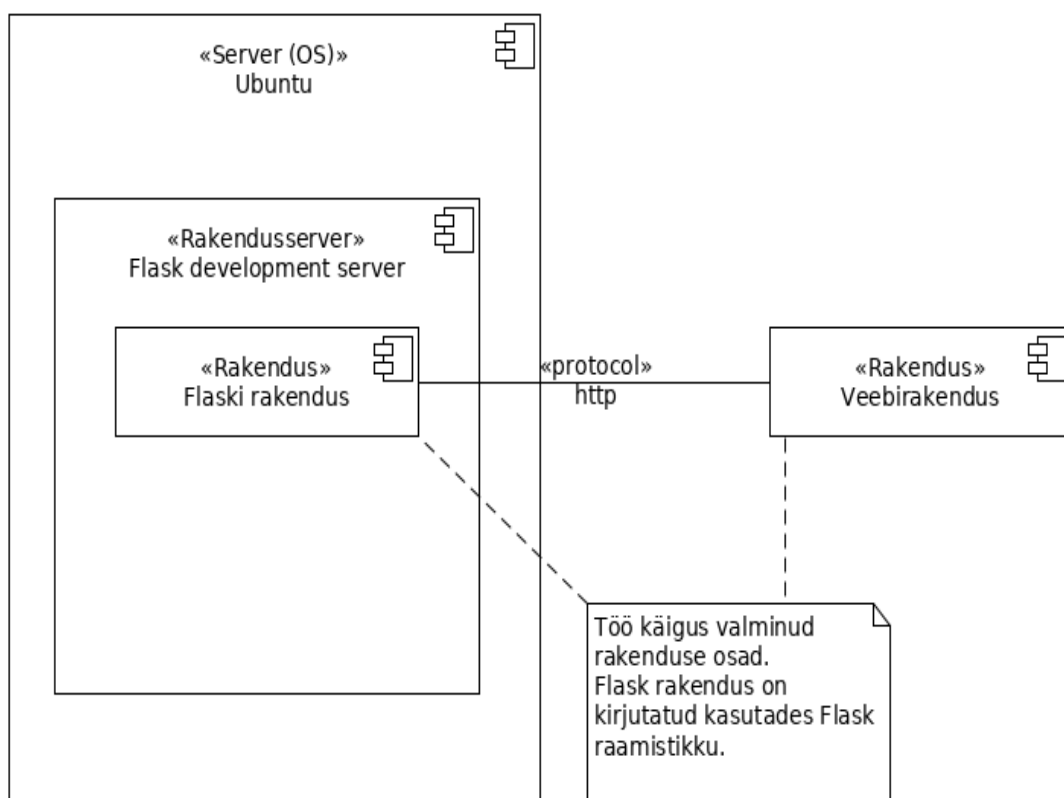 «Server (OS)»
Ubuntu
«Rakendusserver»
Flask development server
«Rakendus»
Flaski rakendus
«protocol»
http
«Rakendus»
Veebirakendus
Töö käigus valminud
rakenduse osad.
Flask rakendus on
kirjutatud kasutades Flask
raamistikku.